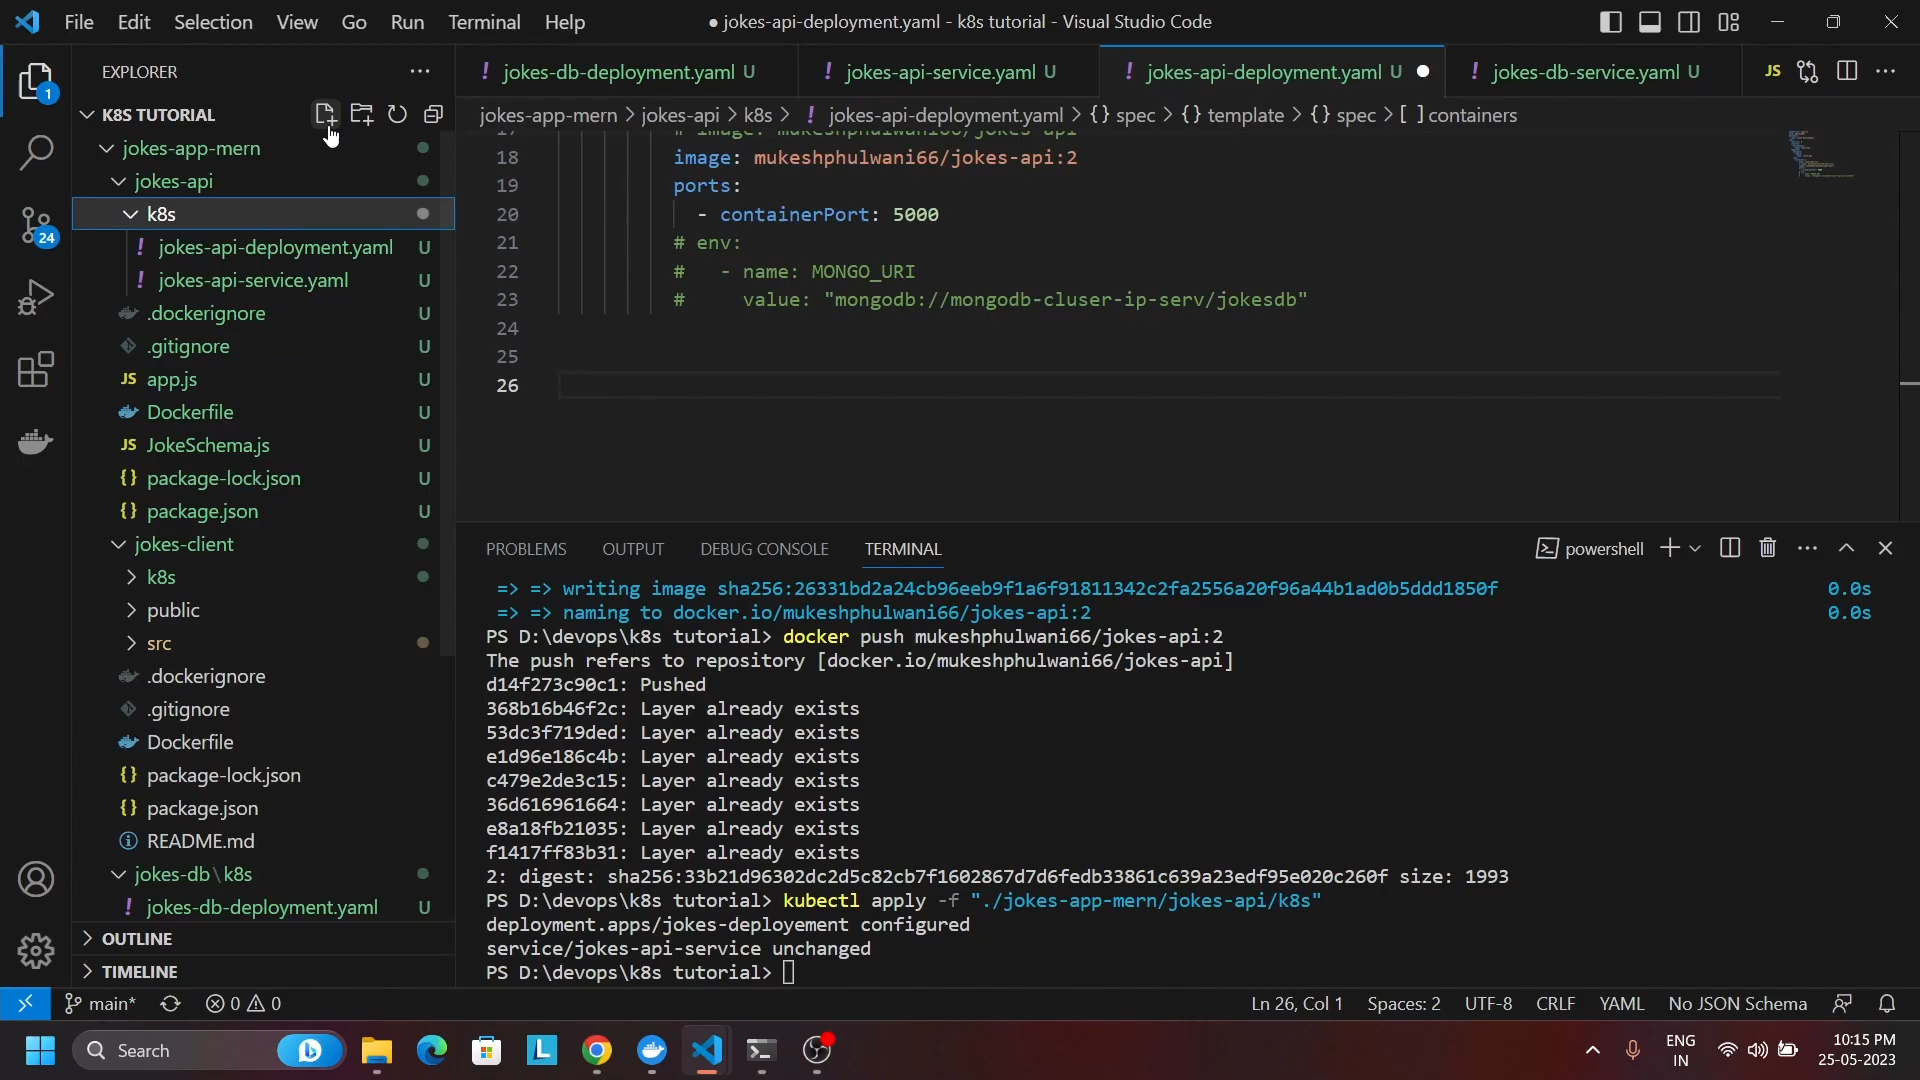 File Edit Selection View Go Run Terminal Help
● jokes-api-deployment.yaml - k8s tutorial - Visual Studio Code
EXPLORER
1
24
K8S TUTORIAL
jokes-app-mern
jokes-api
k8s
! jokes-api-deployment.yaml U
! jokes-api-service.yaml U
.dockerignore U
.gitignore U
JS app.js U
Dockerfile U
JS JokeSchema.js U
{} package-lock.json U
{} package.json U
jokes-client
k8s
public
src
.dockerignore
.gitignore
Dockerfile
{} package-lock.json
{} package.json
README.md
jokes-db\k8s
! jokes-db-deployment.yaml U
OUTLINE
TIMELINE
! jokes-db-deployment.yaml U
! jokes-api-service.yaml U
! jokes-api-deployment.yaml U ●
! jokes-db-service.yaml U
JS
jokes-app-mern > jokes-api > k8s > ! jokes-api-deployment.yaml > {} spec > {} template > {} spec > [ ] containers
17 # image: mukeshphulwani66/jokes-api
18 image: mukeshphulwani66/jokes-api:2
19 ports:
20 - containerPort: 5000
21 # env:
22 # - name: MONGO_URI
23 # value: "mongodb://mongodb-cluser-ip-serv/jokesdb"
24
25
26
PROBLEMS OUTPUT DEBUG CONSOLE TERMINAL
powershell
=> => writing image sha256:26331bd2a24cb96eeb9f1a6f91811342c2fa2556a20f96a44b1ad0b5ddd1850f 0.0s
=> => naming to docker.io/mukeshphulwani66/jokes-api:2 0.0s
PS D:\devops\k8s tutorial> docker push mukeshphulwani66/jokes-api:2
The push refers to repository [docker.io/mukeshphulwani66/jokes-api]
d14f273c90c1: Pushed
368b16b46f2c: Layer already exists
53dc3f719ded: Layer already exists
e1d96e186c4b: Layer already exists
c479e2de3c15: Layer already exists
36d616961664: Layer already exists
e8a18fb21035: Layer already exists
f1417ff83b31: Layer already exists
2: digest: sha256:33b21d96302dc2d5c82cb7f1602867d7d6fedb33861c639a23edf95e020c260f size: 1993
PS D:\devops\k8s tutorial> kubectl apply -f "./jokes-app-mern/jokes-api/k8s"
deployment.apps/jokes-deployement configured
service/jokes-api-service unchanged
PS D:\devops\k8s tutorial>
main* 0 0
Ln 26, Col 1 Spaces: 2 UTF-8 CRLF YAML No JSON Schema
Search
L
ENG
IN
10:15 PM
25-05-2023